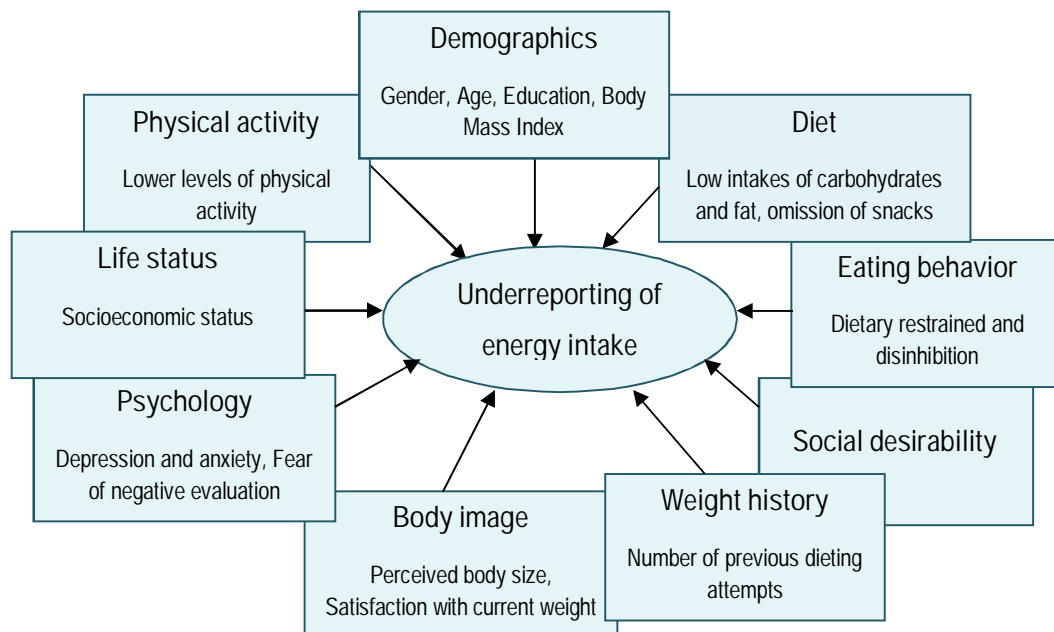 Demographics
Gender, Age, Education, Body
Mass Index
Physical activity
Lower levels of physical
activity
Diet
Low intakes of carbohydrates
and fat, omission of snacks
Life status
Socioeconomic status
Eating behavior
Dietary restrained and
disinhibition
Underreporting of
energy intake
Psychology
Depression and anxiety, Fear
of negative evaluation
Social desirability
Body image
Perceived body size,
Satisfaction with current weight
Weight history
Number of previous dieting
attempts